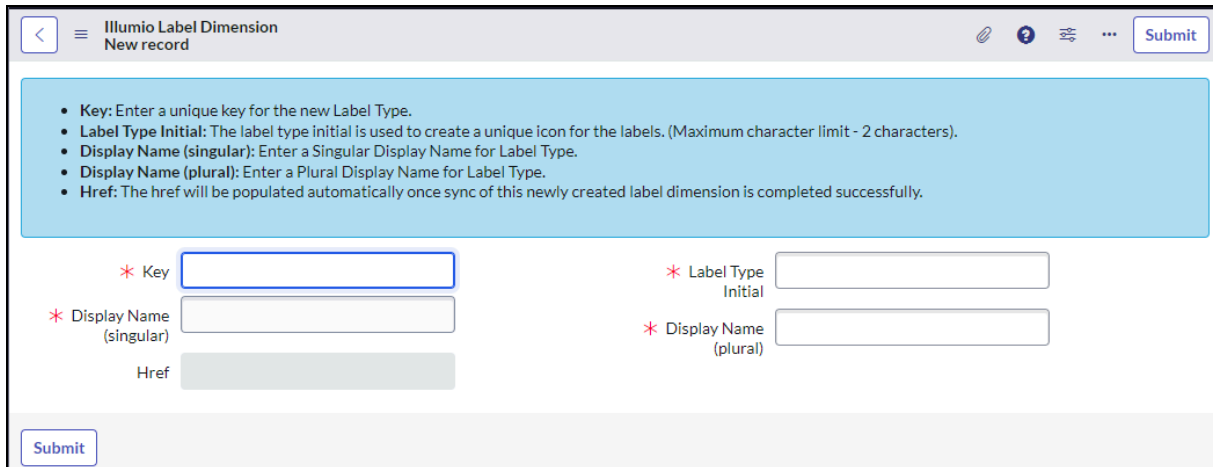 Illumio Label Dimension
New record
Submit
• Key: Enter a unique key for the new Label Type.
• Label Type Initial: The label type initial is used to create a unique icon for the labels. (Maximum character limit - 2 characters).
• Display Name (singular): Enter a Singular Display Name for Label Type.
• Display Name (plural): Enter a Plural Display Name for Label Type.
• Href: The href will be populated automatically once sync of this newly created label dimension is completed successfully.
* Key
* Label Type
Initial
* Display Name
(singular)
* Display Name
(plural)
Href
Submit